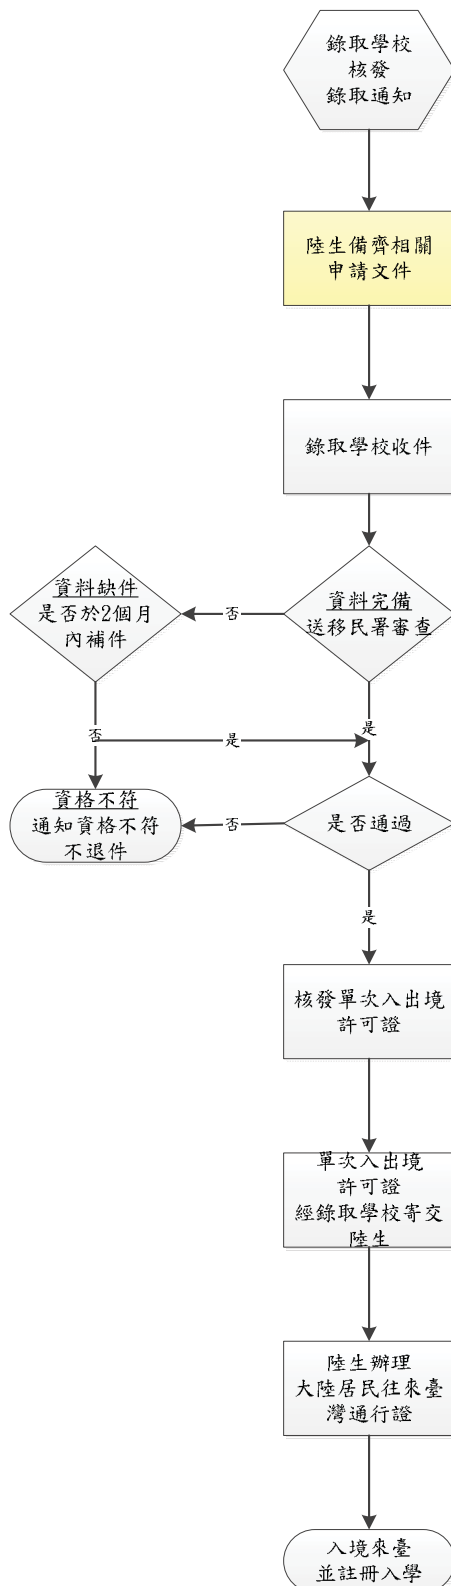 錄取學校
核發
錄取通知
陸生備齊相關
申請文件
錄取學校收件
資料完備
送移民署審查
否
資料缺件
是否於2個月
內補件
是
否
是
是否通過
否
資格不符
通知資格不符
不退件
是
核發單次入出境
許可證
單次入出境
許可證
經錄取學校寄交
陸生
陸生辦理
大陸居民往來臺
灣通行證
入境來臺
並註冊入學